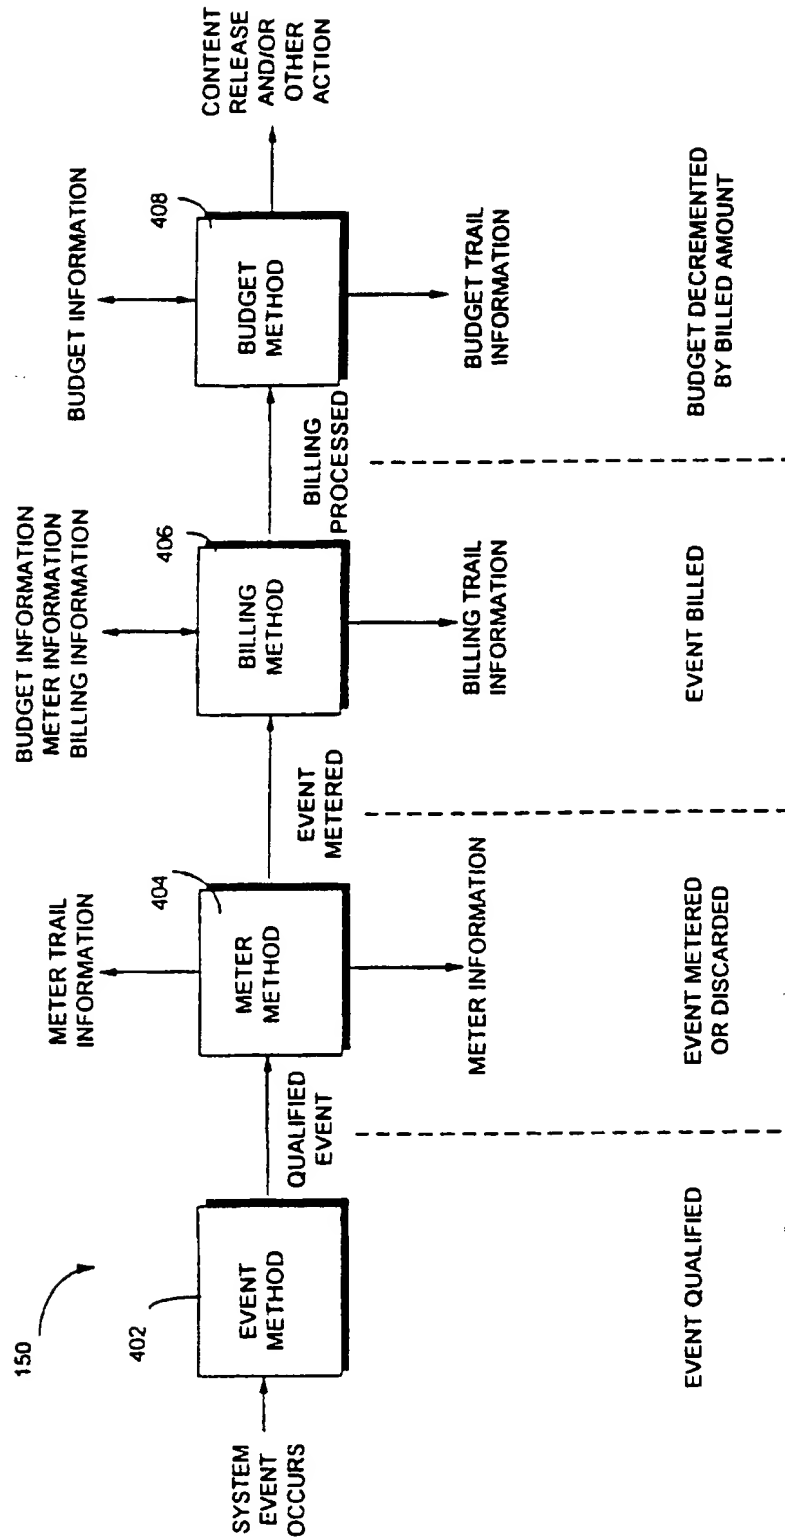 150
SYSTEM
EVENT
OCCURS
402
EVENT
METHOD
QUALIFIED
EVENT
EVENT QUALIFIED
METER TRAIL
INFORMATION
404
METER
METHOD
METER INFORMATION
EVENT METERED
OR DISCARDED
EVENT
METERED
BUDGET INFORMATION
METER INFORMATION
BILLING INFORMATION
406
BILLING
METHOD
BILLING TRAIL
INFORMATION
EVENT BILLED
BILLING
PROCESSED
BUDGET INFORMATION
408
BUDGET
METHOD
BUDGET TRAIL
INFORMATION
BUDGET DECREMENTED
BY BILLED AMOUNT
CONTENT
RELEASE
AND/OR
OTHER
ACTION